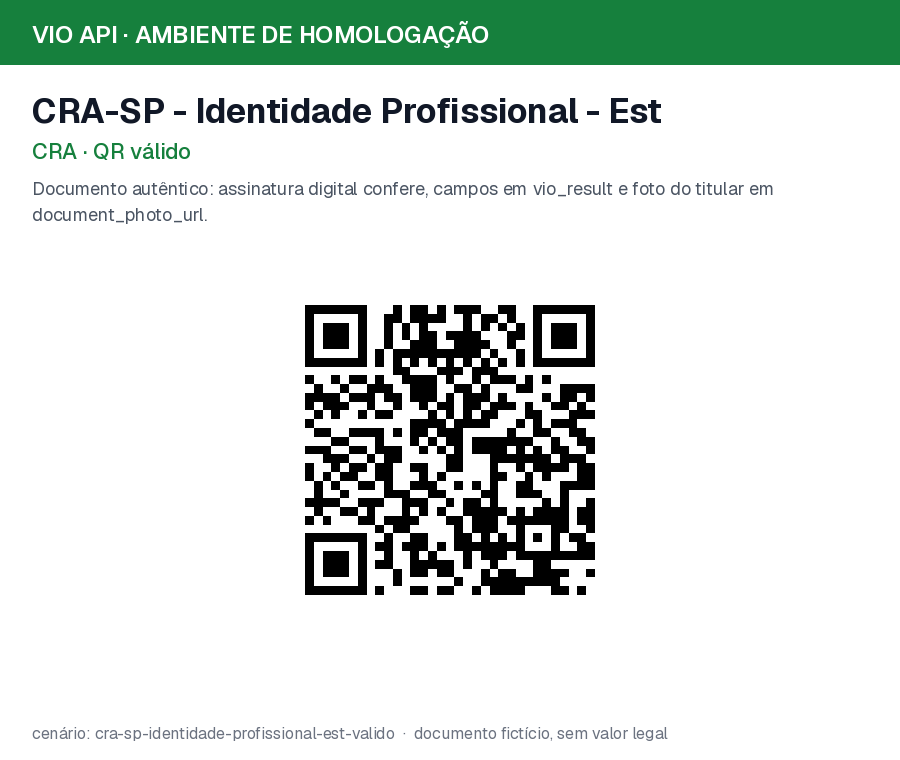 VIO API · AMBIENTE DE HOMOLOGAÇÃO
CRA-SP - Identidade Profissional - Est
CRA · QR válido
Documento autêntico: assinatura digital confere, campos em vio_result e foto do titular em
document_photo_url.
cenário: cra-sp-identidade-profissional-est-valido · documento fictício, sem valor legal